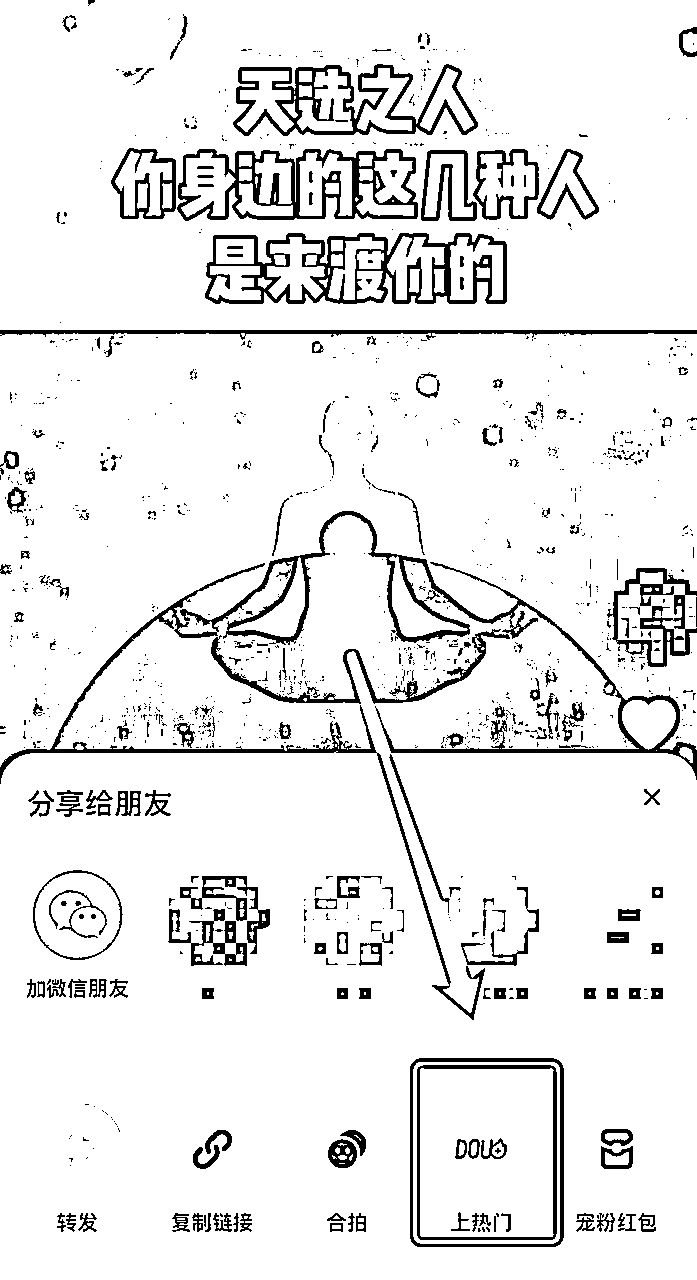 天选之人
你身边的这几种人
是来渡你的
分享给朋友
加微信朋友
DOU+
转发
复制链接
合拍
上热门
宠粉红包